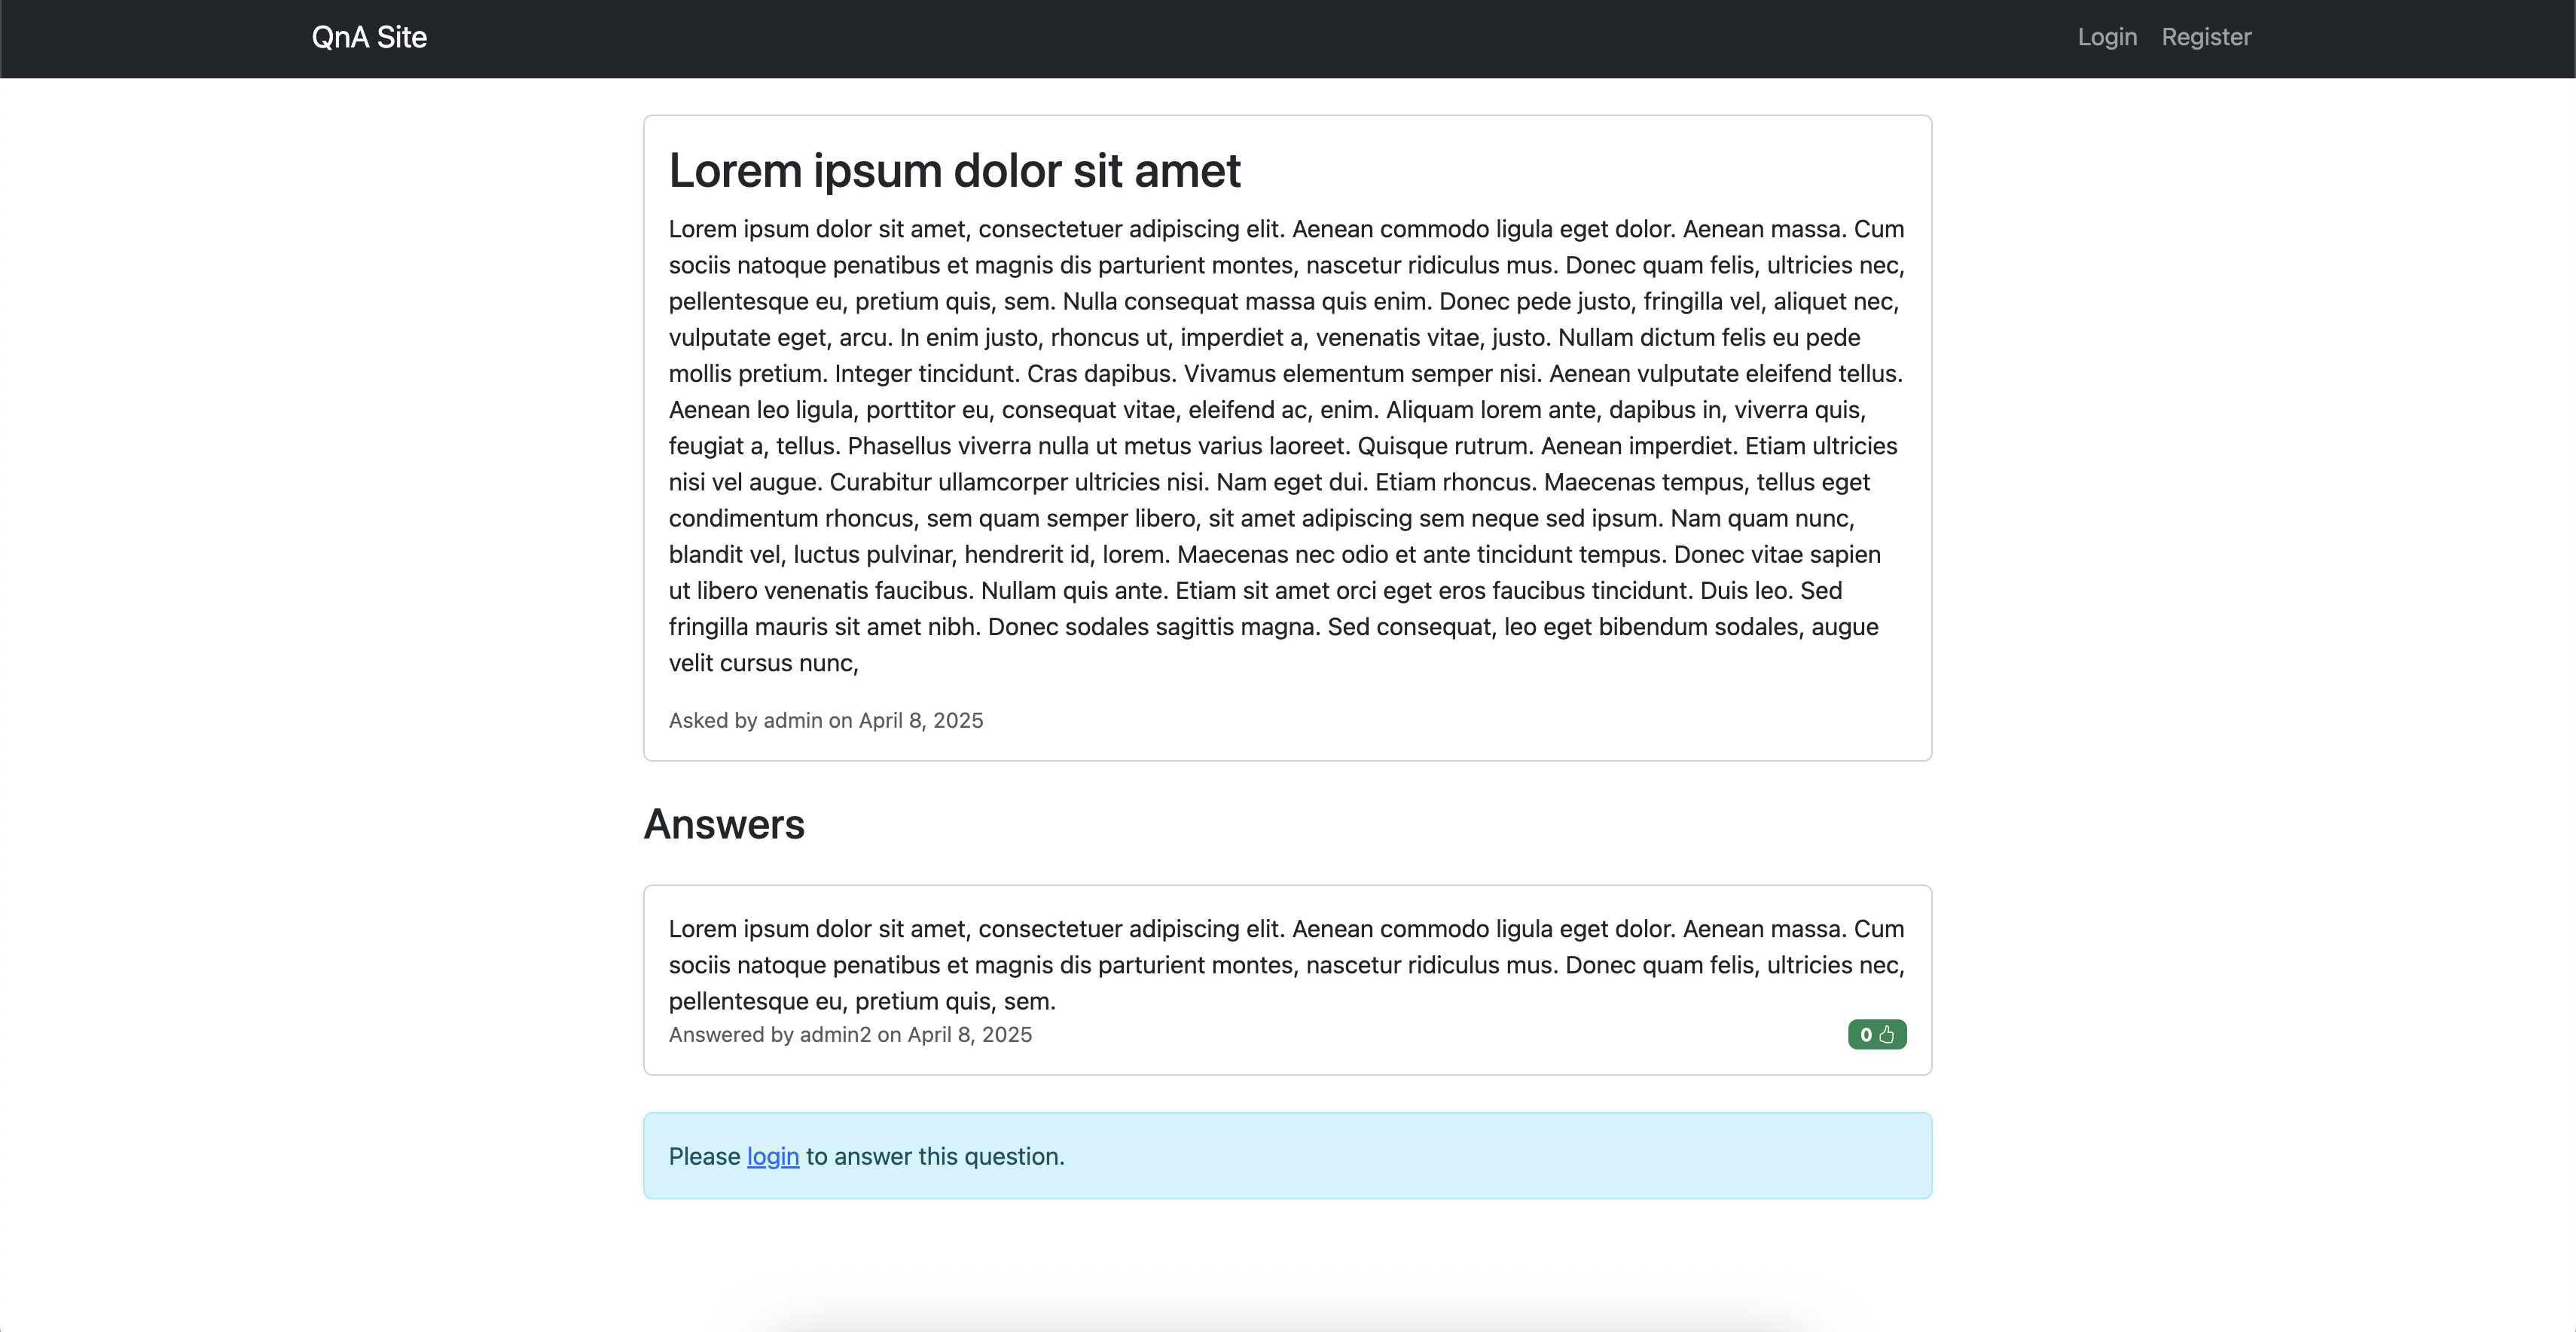 QnA Site
Login Register
Lorem ipsum dolor sit amet
Lorem ipsum dolor sit amet, consectetuer adipiscing elit. Aenean commodo ligula eget dolor. Aenean massa. Cum
sociis natoque penatibus et magnis dis parturient montes, nascetur ridiculus mus. Donec quam felis, ultricies nec,
pellentesque eu, pretium quis, sem. Nulla consequat massa quis enim. Donec pede justo, fringilla vel, aliquet nec,
vulputate eget, arcu. In enim justo, rhoncus ut, imperdiet a, venenatis vitae, justo. Nullam dictum felis eu pede
mollis pretium. Integer tincidunt. Cras dapibus. Vivamus elementum semper nisi. Aenean vulputate eleifend tellus.
Aenean leo ligula, porttitor eu, consequat vitae, eleifend ac, enim. Aliquam lorem ante, dapibus in, viverra quis,
feugiat a, tellus. Phasellus viverra nulla ut metus varius laoreet. Quisque rutrum. Aenean imperdiet. Etiam ultricies
nisi vel augue. Curabitur ullamcorper ultricies nisi. Nam eget dui. Etiam rhoncus. Maecenas tempus, tellus eget
condimentum rhoncus, sem quam semper libero, sit amet adipiscing sem neque sed ipsum. Nam quam nunc,
blandit vel, luctus pulvinar, hendrerit id, lorem. Maecenas nec odio et ante tincidunt tempus. Donec vitae sapien
ut libero venenatis faucibus. Nullam quis ante. Etiam sit amet orci eget eros faucibus tincidunt. Duis leo. Sed
fringilla mauris sit amet nibh. Donec sodales sagittis magna. Sed consequat, leo eget bibendum sodales, augue
velit cursus nunc,
Asked by admin on April 8, 2025
Answers
Lorem ipsum dolor sit amet, consectetuer adipiscing elit. Aenean commodo ligula eget dolor. Aenean massa. Cum
sociis natoque penatibus et magnis dis parturient montes, nascetur ridiculus mus. Donec quam felis, ultricies nec,
pellentesque eu, pretium quis, sem.
Answered by admin2 on April 8, 2025
0
Please login to answer this question.